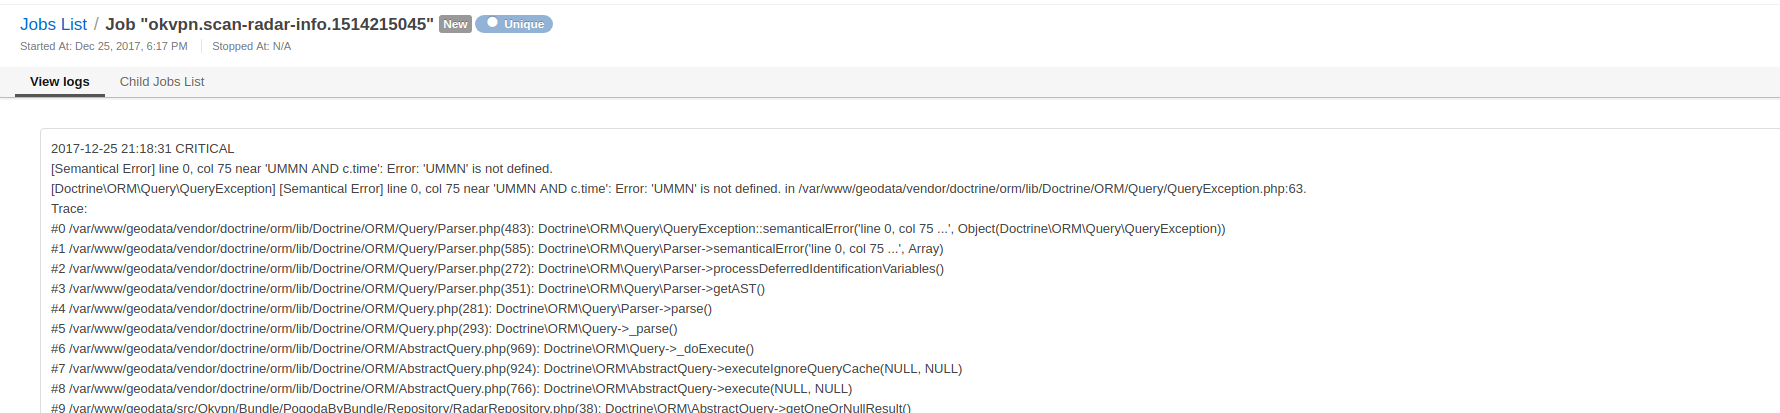 Jobs List / Job "okvpn.scan-radar-info.1514215045" New Unique
Started At: Dec 25, 2017, 6:17 PM Stopped At: N/A
View logs Child Jobs List
2017-12-25 21:18:31 CRITICAL
[Semantical Error] line 0, col 75 near 'UMMN AND c.time': Error: 'UMMN' is not defined.
[Doctrine\ORM\Query\QueryException] [Semantical Error] line 0, col 75 near 'UMMN AND c.time': Error: 'UMMN' is not defined. in /var/www/geodata/vendor/doctrine/orm/lib/Doctrine/ORM/Query/QueryException.php:63.
Trace:
#0 /var/www/geodata/vendor/doctrine/orm/lib/Doctrine/ORM/Query/Parser.php(483): Doctrine\ORM\Query\QueryException::semanticalError('line 0, col 75 ...', Object(Doctrine\ORM\Query\QueryException))
#1 /var/www/geodata/vendor/doctrine/orm/lib/Doctrine/ORM/Query/Parser.php(585): Doctrine\ORM\Query\Parser->semanticalError('line 0, col 75 ...', Array)
#2 /var/www/geodata/vendor/doctrine/orm/lib/Doctrine/ORM/Query/Parser.php(272): Doctrine\ORM\Query\Parser->processDeferredIdentificationVariables()
#3 /var/www/geodata/vendor/doctrine/orm/lib/Doctrine/ORM/Query/Parser.php(351): Doctrine\ORM\Query\Parser->getAST()
#4 /var/www/geodata/vendor/doctrine/orm/lib/Doctrine/ORM/Query.php(281): Doctrine\ORM\Query\Parser->parse()
#5 /var/www/geodata/vendor/doctrine/orm/lib/Doctrine/ORM/Query.php(293): Doctrine\ORM\Query->_parse()
#6 /var/www/geodata/vendor/doctrine/orm/lib/Doctrine/ORM/AbstractQuery.php(969): Doctrine\ORM\Query->_doExecute()
#7 /var/www/geodata/vendor/doctrine/orm/lib/Doctrine/ORM/AbstractQuery.php(924): Doctrine\ORM\AbstractQuery->executeIgnoreQueryCache(NULL, NULL)
#8 /var/www/geodata/vendor/doctrine/orm/lib/Doctrine/ORM/AbstractQuery.php(766): Doctrine\ORM\AbstractQuery->execute(NULL, NULL)
#9 /var/www/geodata/src/Okvpn/Bundle/PogodaByBundle/Repository/RadarRepository.php(38): Doctrine\ORM\AbstractQuery->getOneOrNullResult()